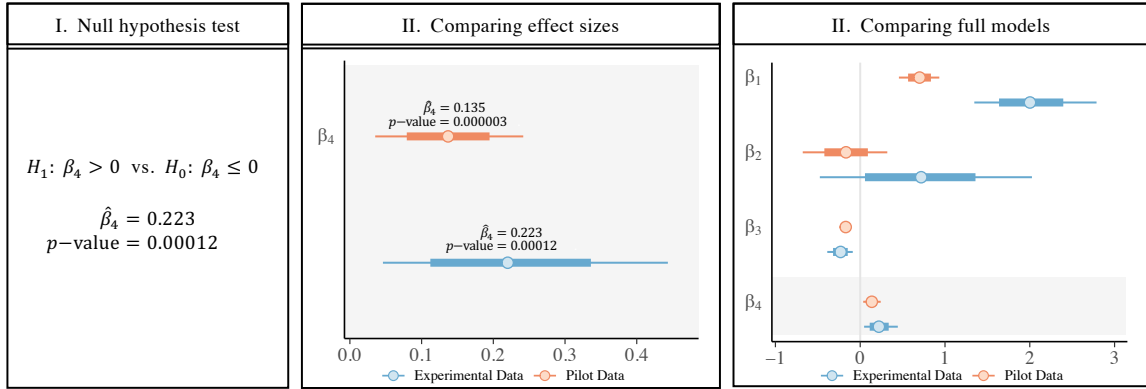 I. Null hypothesis test
H₁: β₄ > 0 vs. H₀: β₄ ≤ 0
β̂₄ = 0.223
p−value = 0.00012
II. Comparing effect sizes
β̂₄ = 0.135
p−value = 0.000003
β₄
β̂₄ = 0.223
p−value = 0.00012
0.0 0.1 0.2 0.3 0.4
Experimental Data Pilot Data
II. Comparing full models
β₁
β₂
β₃
β₄
−1 0 1 2 3
Experimental Data Pilot Data